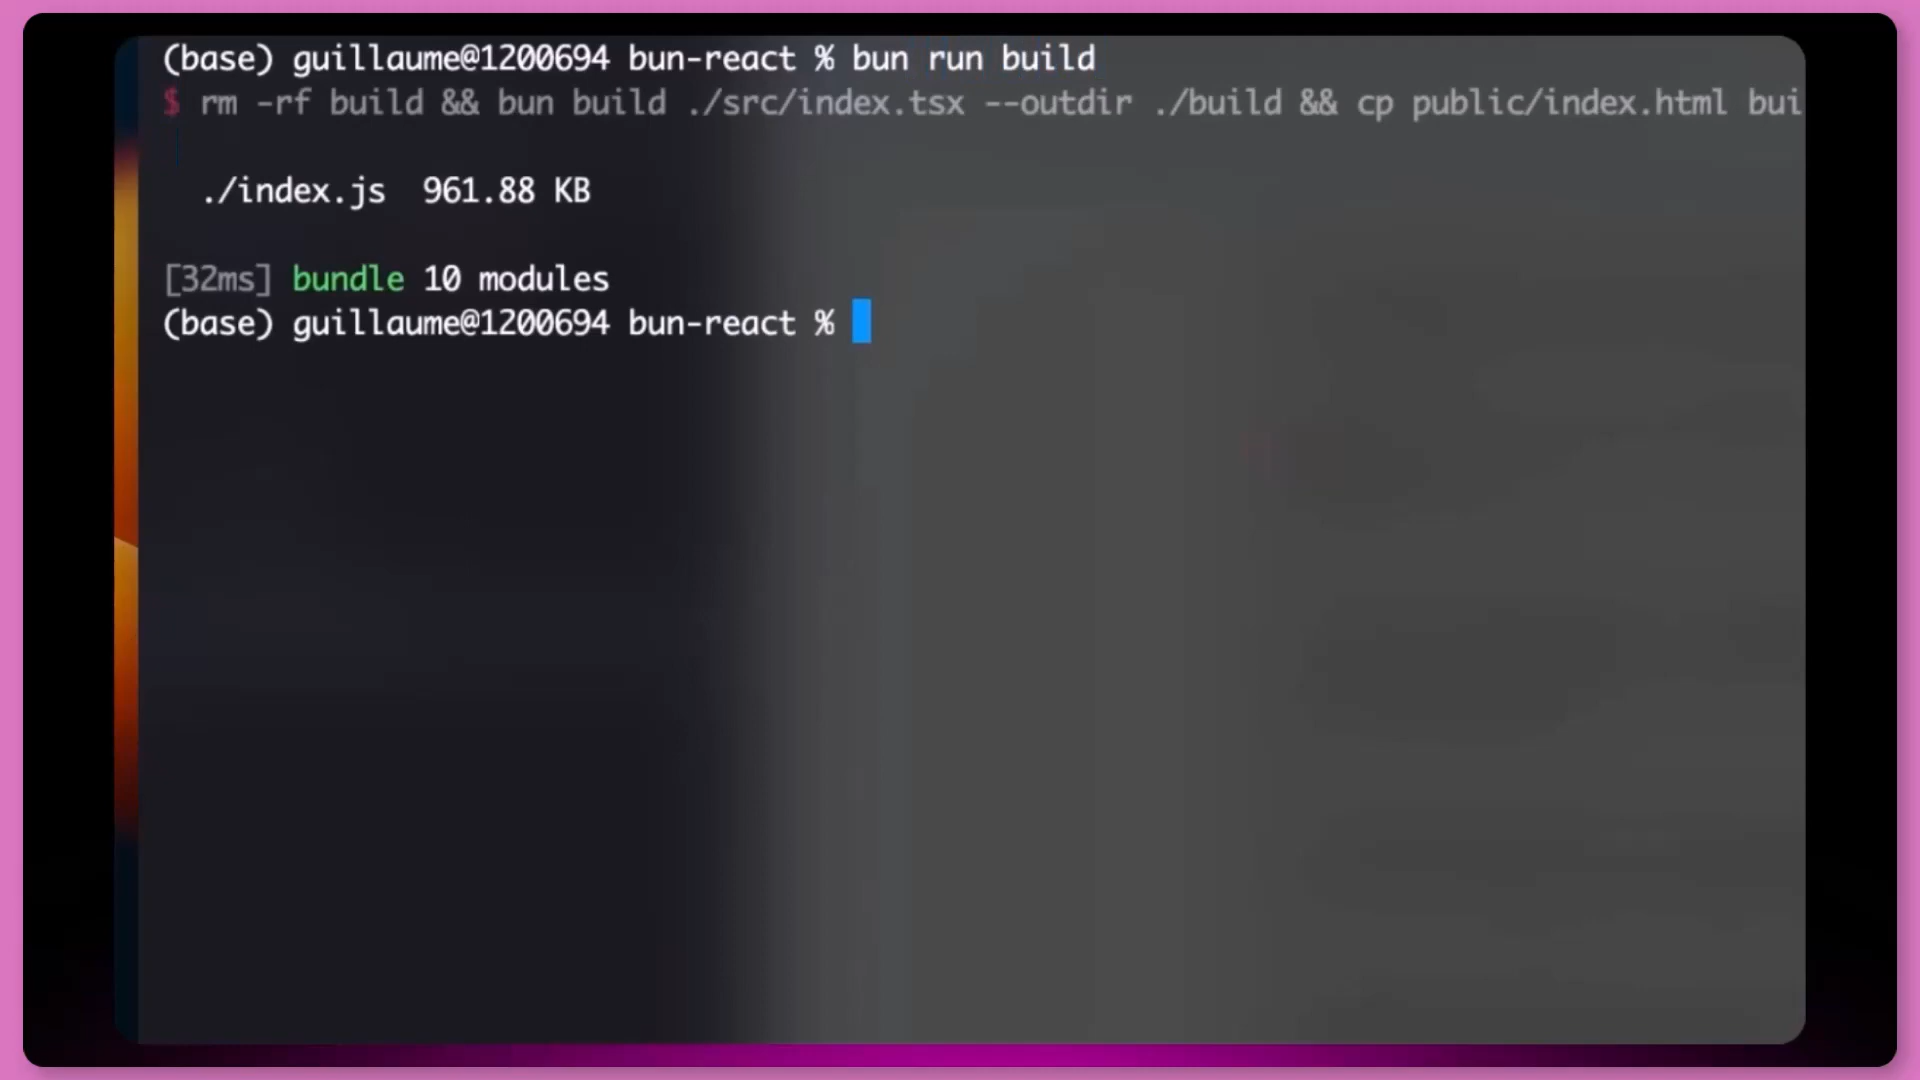 (base) guillaume@1200694 bun-react % bun run build
$ rm -rf build && bun build ./src/index.tsx --outdir ./build && cp public/index.html bui
./index.js  961.88 KB
[32ms] bundle 10 modules
(base) guillaume@1200694 bun-react %